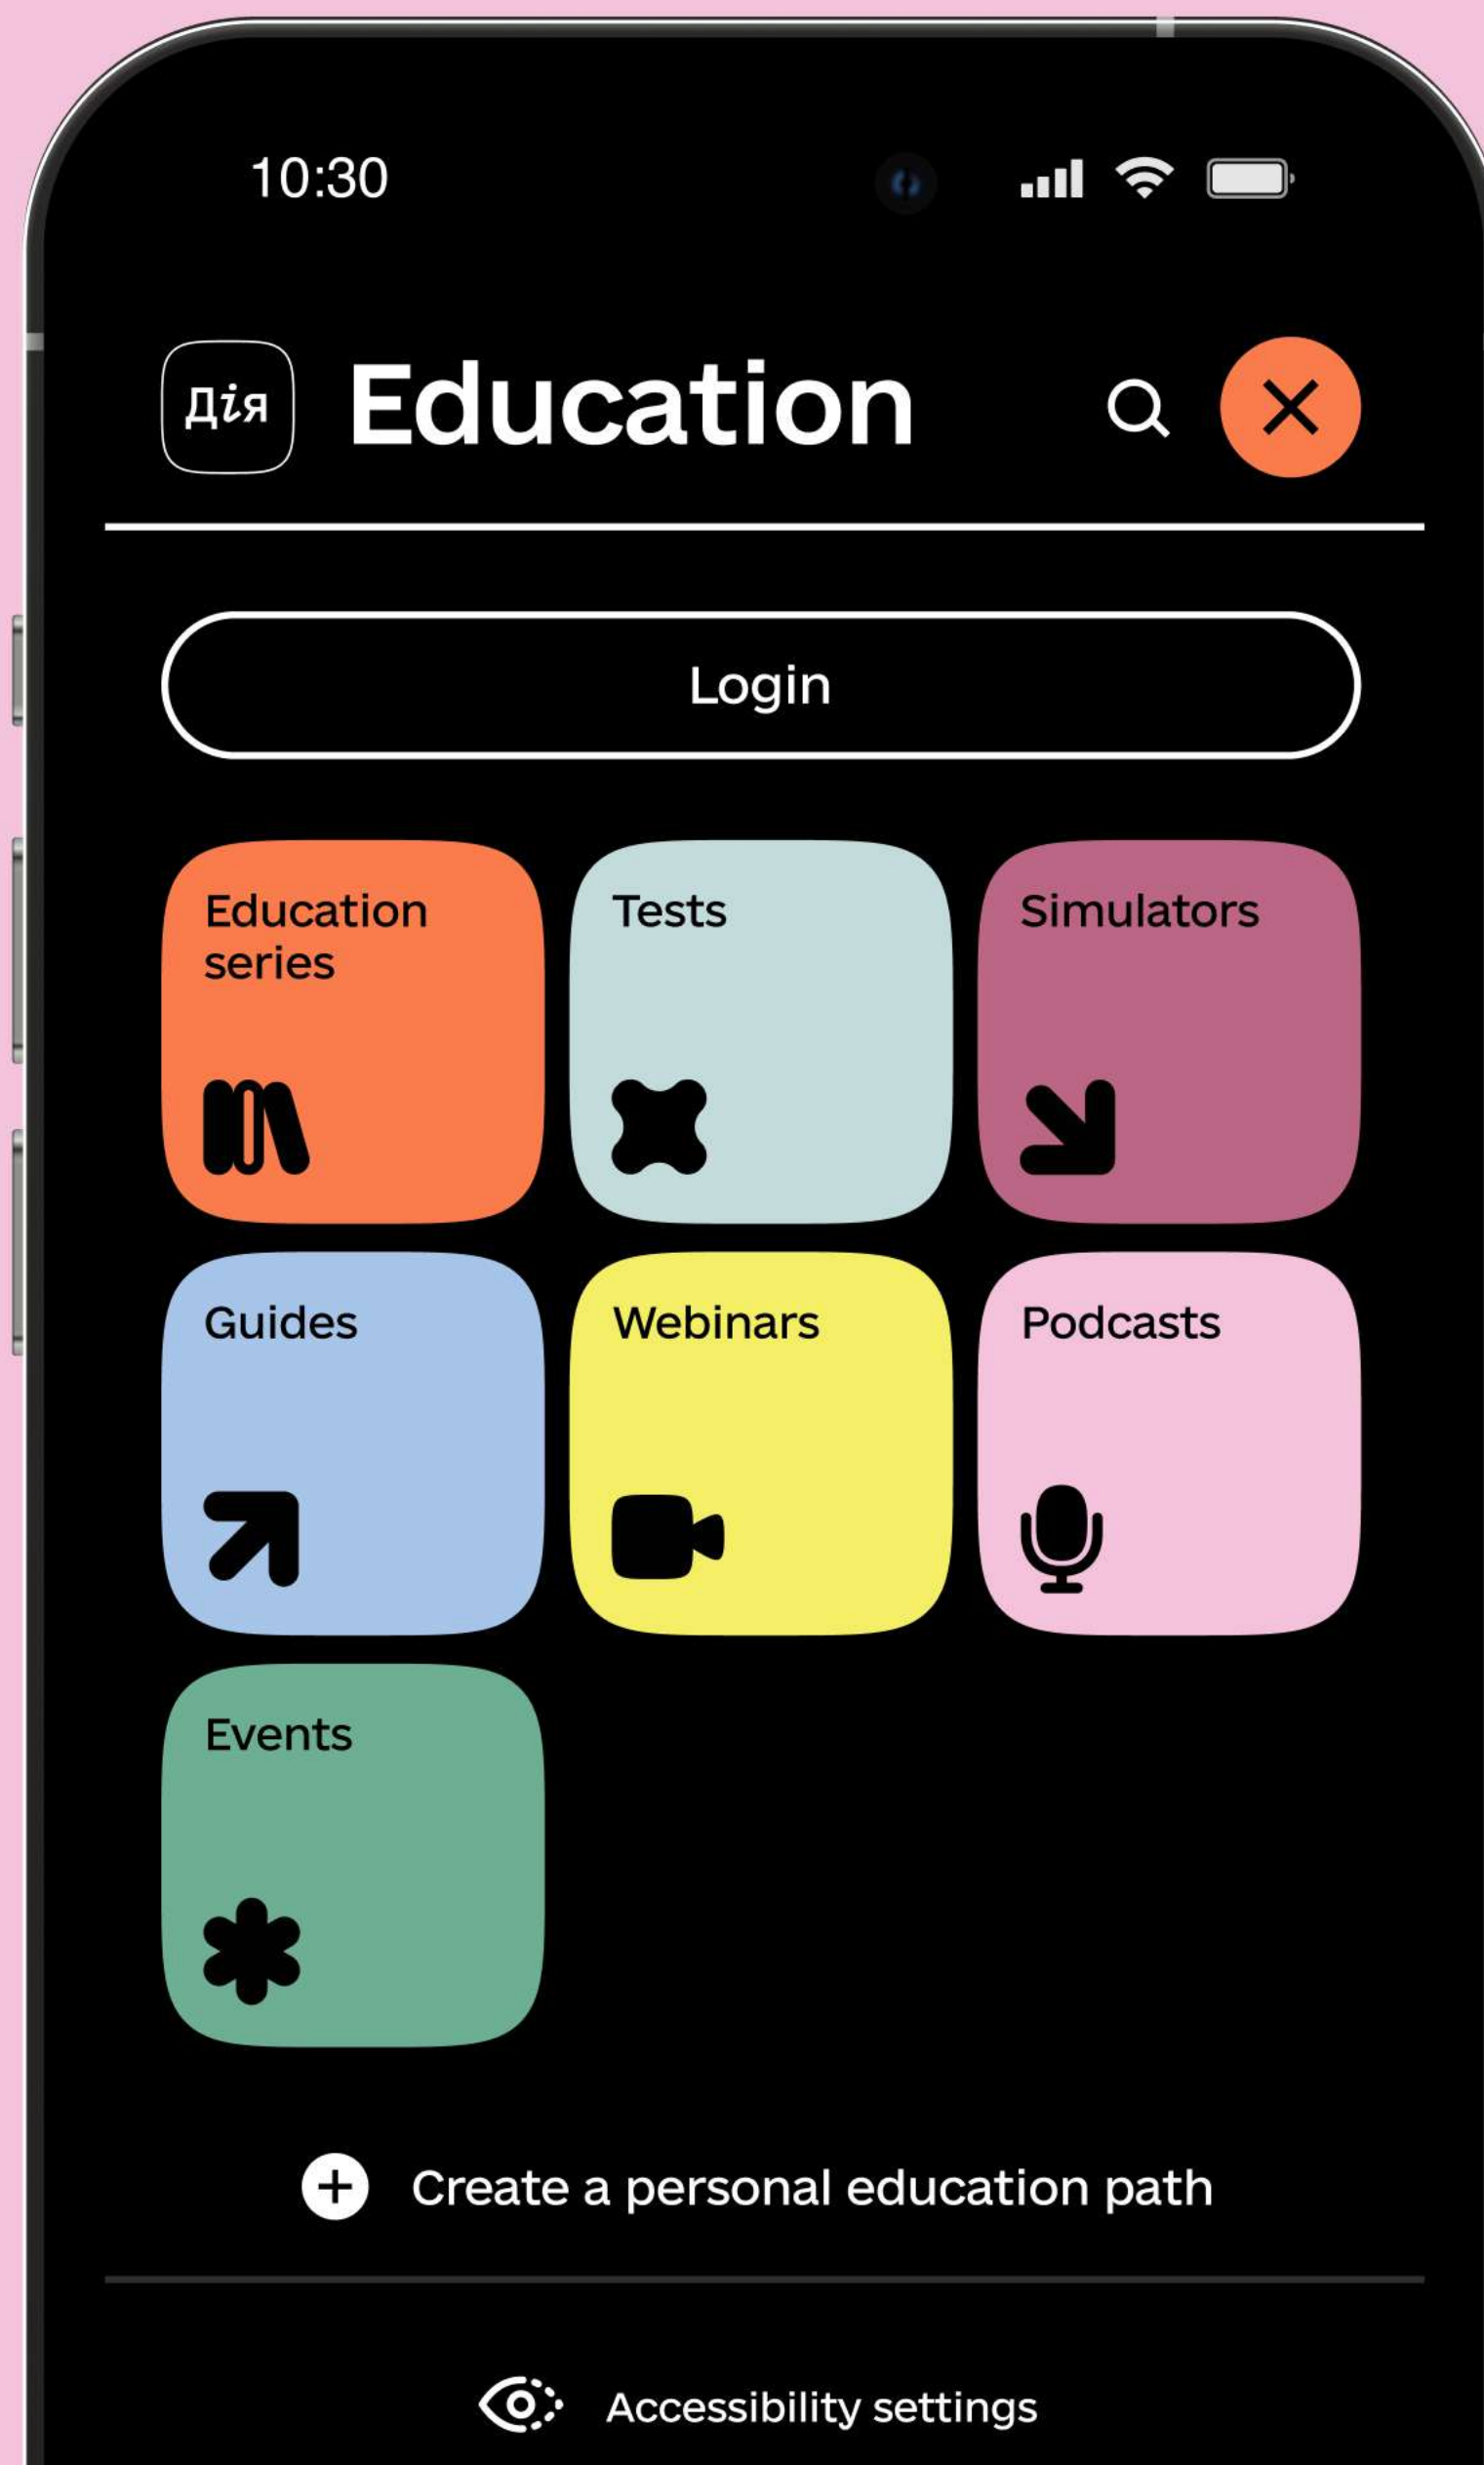 10:30
Дія
Education
Login
Education
series
Tests
Simulators
Guides
Webinars
Podcasts
Events
Create a personal education path
Accessibility settings